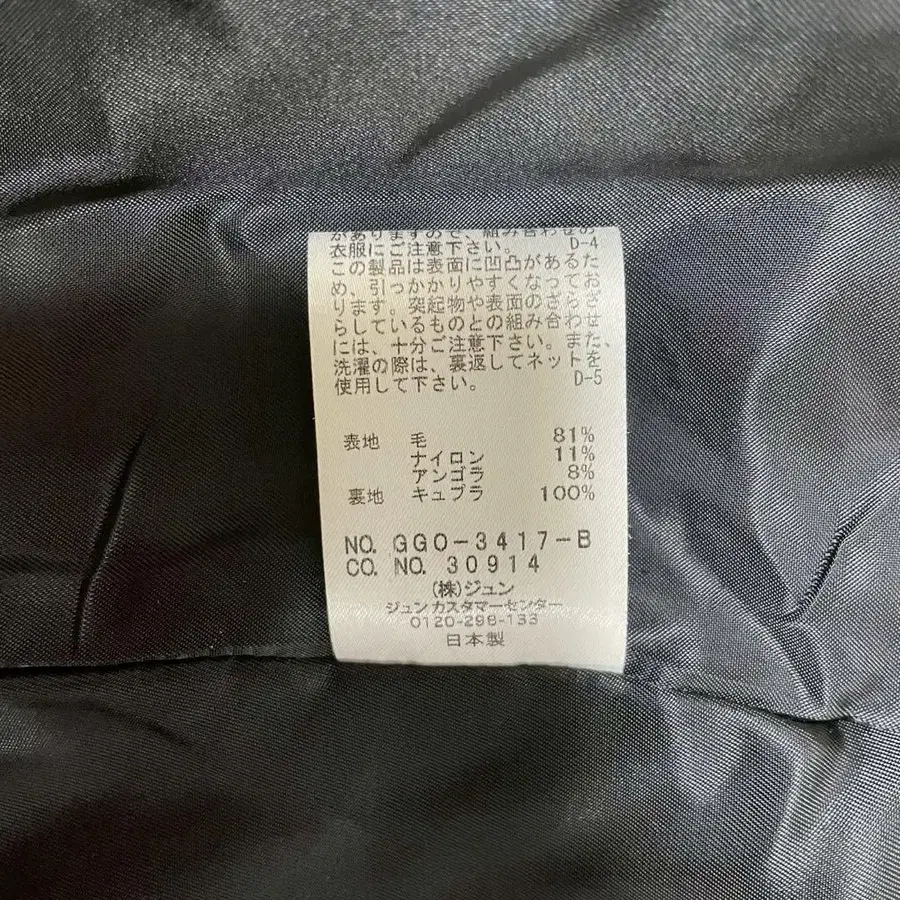 がありますので、組み合わせの
衣服にご注意下さい。 D-4
この製品は表面に凹凸があるた
め、引っかかりやすくなってお
ります。突起物や表面のざらざ
らしているものとの組み合わせ
には、十分ご注意下さい。また、
洗濯の際は、裏返してネットを
使用して下さい。 D-5
表地 毛 81%
ナイロン 11%
アンゴラ 8%
裏地 キュプラ 100%
NO. GGO-3417-B
CO. NO. 30914
(株)ジュン
ジュンカスタマーセンター
0120-298-133
日本製